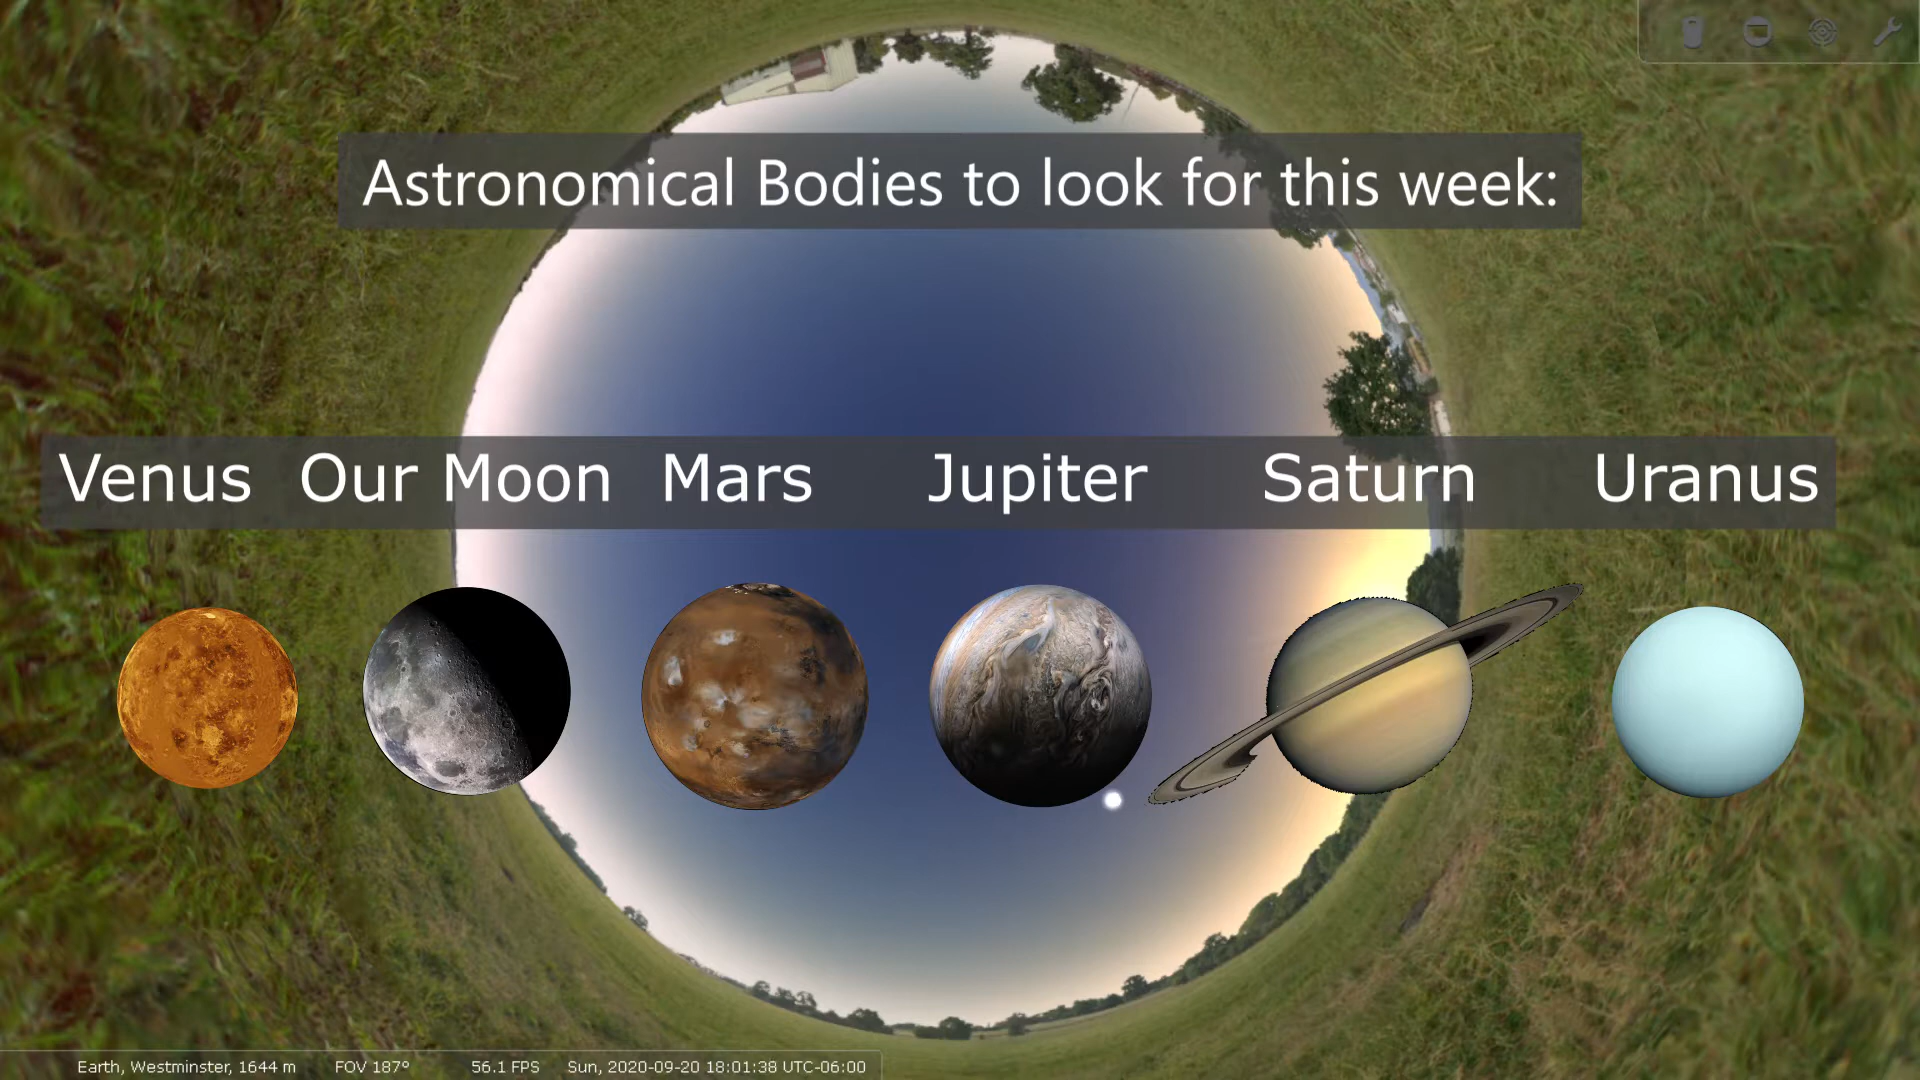 Astronomical Bodies to look for this week:
Venus Our Moon Mars Jupiter Saturn Uranus
Earth, Westminster, 1644 m FOV 187° 56.1 FPS Sun, 2020-09-20 18:01:38 UTC-06:00